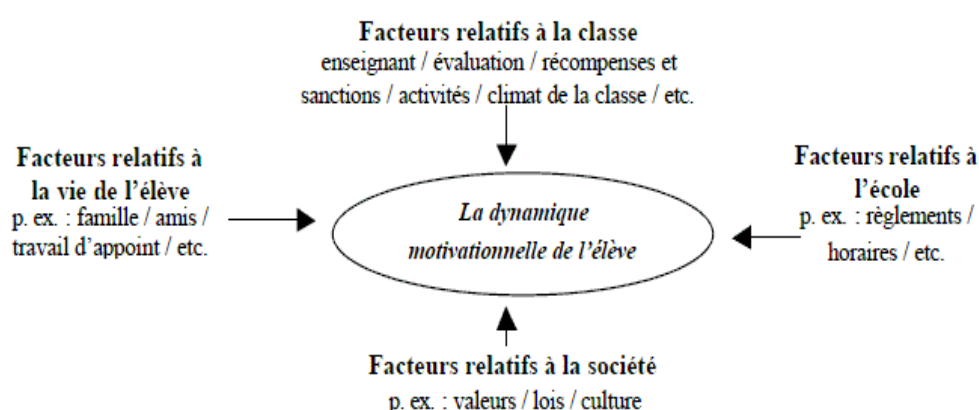 Facteurs relatifs à la classe
enseignant / évaluation / récompenses et
sanctions / activités / climat de la classe / etc.
Facteurs relatifs à
la vie de l'élève
p. ex. : famille / amis /
travail d'appoint / etc.
La dynamique
motivationnelle de l'élève
Facteurs relatifs à
l'école
p. ex. : règlements /
horaires / etc.
Facteurs relatifs à la société
p. ex. : valeurs / lois / culture